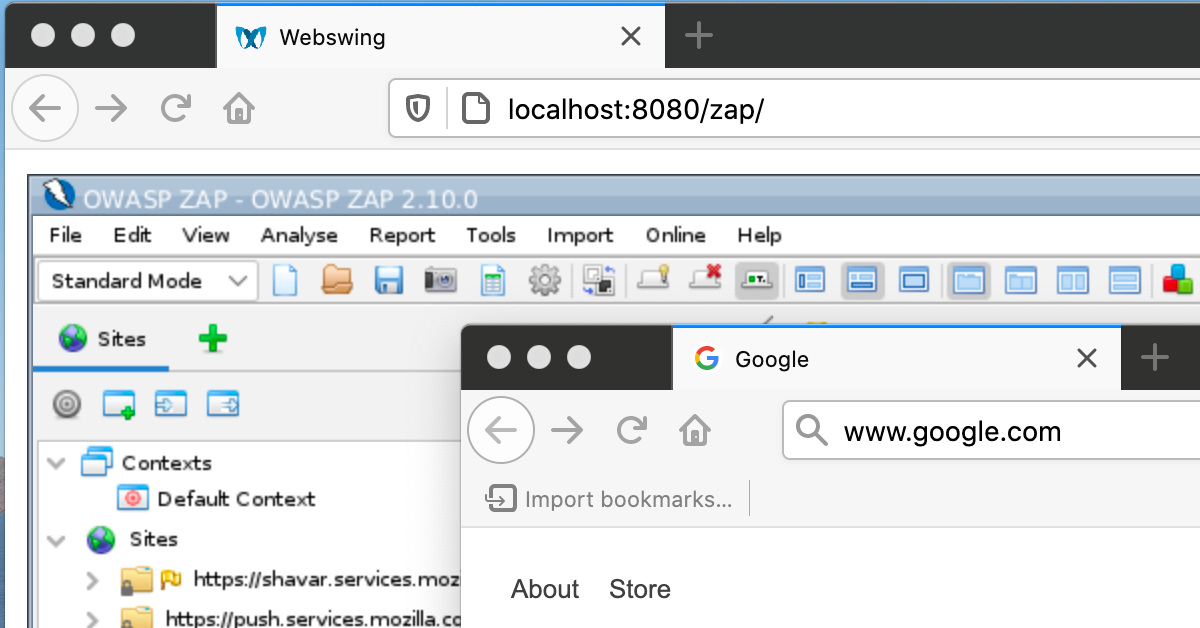 Webswing
localhost:8080/zap/
OWASP ZAP - OWASP ZAP 2.10.0
File Edit View Analyse Report Tools Import Online Help
Standard Mode
Sites
Google
www.google.com
Contexts
Import bookmarks...
Default Context
Sites
https://shavar.services.moz
About Store
https://push.services.mozilla.co